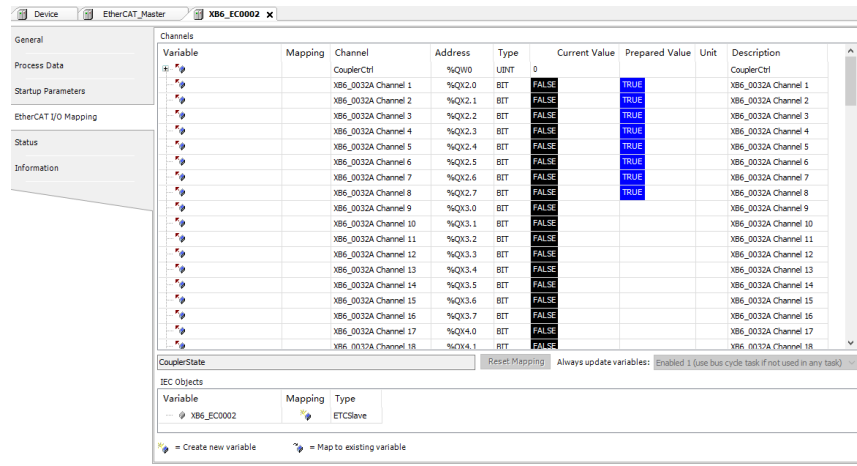 Device EtherCAT_Master XB6_EC0002 x
General
Process Data
Startup Parameters
EtherCAT I/O Mapping
Status
Information
Channels
Variable Mapping Channel Address Type Current Value Prepared Value Unit Description
CouplerCtrl %QW0 UINT 0 CouplerCtrl
XB6_0032A Channel 1 %QX2.0 BIT FALSE TRUE XB6_0032A Channel 1
XB6_0032A Channel 2 %QX2.1 BIT FALSE TRUE XB6_0032A Channel 2
XB6_0032A Channel 3 %QX2.2 BIT FALSE TRUE XB6_0032A Channel 3
XB6_0032A Channel 4 %QX2.3 BIT FALSE TRUE XB6_0032A Channel 4
XB6_0032A Channel 5 %QX2.4 BIT FALSE TRUE XB6_0032A Channel 5
XB6_0032A Channel 6 %QX2.5 BIT FALSE TRUE XB6_0032A Channel 6
XB6_0032A Channel 7 %QX2.6 BIT FALSE TRUE XB6_0032A Channel 7
XB6_0032A Channel 8 %QX2.7 BIT FALSE TRUE XB6_0032A Channel 8
XB6_0032A Channel 9 %QX3.0 BIT FALSE XB6_0032A Channel 9
XB6_0032A Channel 10 %QX3.1 BIT FALSE XB6_0032A Channel 10
XB6_0032A Channel 11 %QX3.2 BIT FALSE XB6_0032A Channel 11
XB6_0032A Channel 12 %QX3.3 BIT FALSE XB6_0032A Channel 12
XB6_0032A Channel 13 %QX3.4 BIT FALSE XB6_0032A Channel 13
XB6_0032A Channel 14 %QX3.5 BIT FALSE XB6_0032A Channel 14
XB6_0032A Channel 15 %QX3.6 BIT FALSE XB6_0032A Channel 15
XB6_0032A Channel 16 %QX3.7 BIT FALSE XB6_0032A Channel 16
XB6_0032A Channel 17 %QX4.0 BIT FALSE XB6_0032A Channel 17
XB6_0032A Channel 18 %QX4.1 BIT FALSE XB6_0032A Channel 18
CouplerState Reset Mapping Always update variables: Enabled 1 (use bus cycle task if not used in any task)
IEC Objects
Variable Mapping Type
XB6_EC0002 ETCSlave
= Create new variable = Map to existing variable